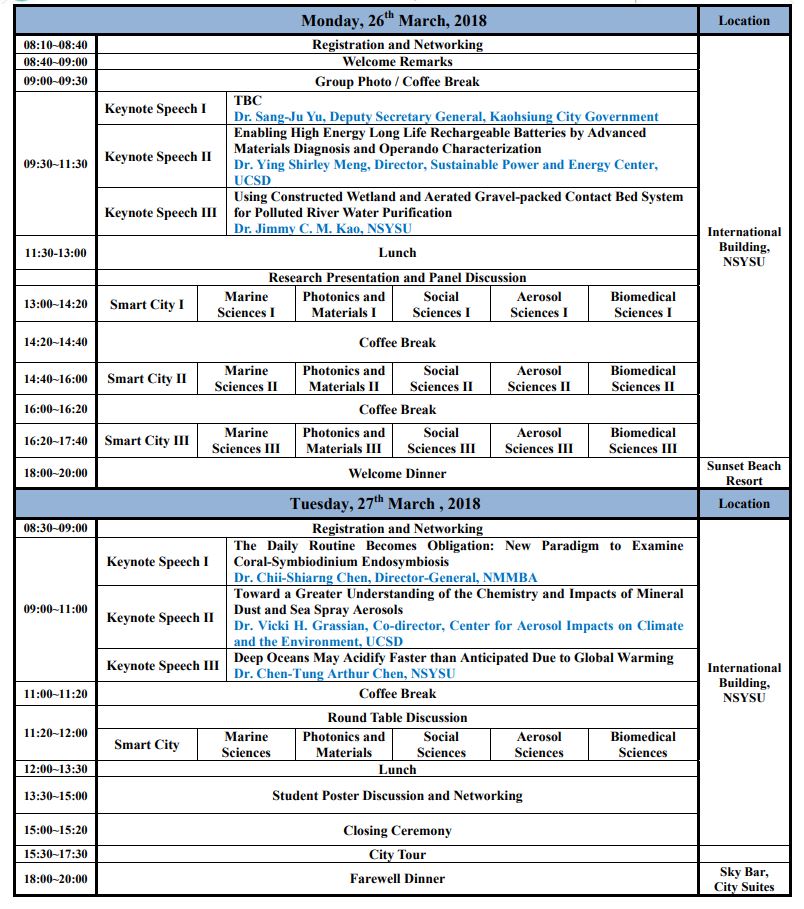 Monday, 26th March, 2018 Location
08:10~08:40 Registration and Networking
08:40~09:00 Welcome Remarks
09:00~09:30 Group Photo / Coffee Break
09:30~11:30
Keynote Speech I
TBC
Dr. Sang-Ju Yu, Deputy Secretary General, Kaohsiung City Government
Keynote Speech II
Enabling High Energy Long Life Rechargeable Batteries by Advanced
Materials Diagnosis and Operando Characterization
Dr. Ying Shirley Meng, Director, Sustainable Power and Energy Center,
UCSD
Keynote Speech III
Using Constructed Wetland and Aerated Gravel-packed Contact Bed System
for Polluted River Water Purification
Dr. Jimmy C. M. Kao, NSYSU
International
Building,
NSYSU
11:30-13:00 Lunch
Research Presentation and Panel Discussion
13:00~14:20
Smart City I
Marine
Sciences I
Photonics and
Materials I
Social
Sciences I
Aerosol
Sciences I
Biomedical
Sciences I
14:20~14:40 Coffee Break
14:40~16:00
Smart City II
Marine
Sciences II
Photonics and
Materials II
Social
Sciences II
Aerosol
Sciences II
Biomedical
Sciences II
16:00~16:20 Coffee Break
16:20~17:40
Smart City III
Marine
Sciences III
Photonics and
Materials III
Social
Sciences III
Aerosol
Sciences III
Biomedical
Sciences III
18:00~20:00 Welcome Dinner
Sunset Beach
Resort
Tuesday, 27th March , 2018 Location
08:30~09:00 Registration and Networking
09:00~11:00
Keynote Speech I
The Daily Routine Becomes Obligation: New Paradigm to Examine
Coral-Symbiodinium Endosymbiosis
Dr. Chii-Shiarng Chen, Director-General, NMMBA
Keynote Speech II
Toward a Greater Understanding of the Chemistry and Impacts of Mineral
Dust and Sea Spray Aerosols
Dr. Vicki H. Grassian, Co-director, Center for Aerosol Impacts on Climate
and the Environment, UCSD
Keynote Speech III
Deep Oceans May Acidify Faster than Anticipated Due to Global Warming
Dr. Chen-Tung Arthur Chen, NSYSU
International
Building,
NSYSU
11:00~11:20 Coffee Break
11:20~12:00
Round Table Discussion
Smart City
Marine
Sciences
Photonics and
Materials
Social
Sciences
Aerosol
Sciences
Biomedical
Sciences
12:00~13:30 Lunch
13:30~15:00 Student Poster Discussion and Networking
15:00~15:20 Closing Ceremony
15:30~17:30 City Tour
18:00~20:00 Farewell Dinner
Sky Bar,
City Suites